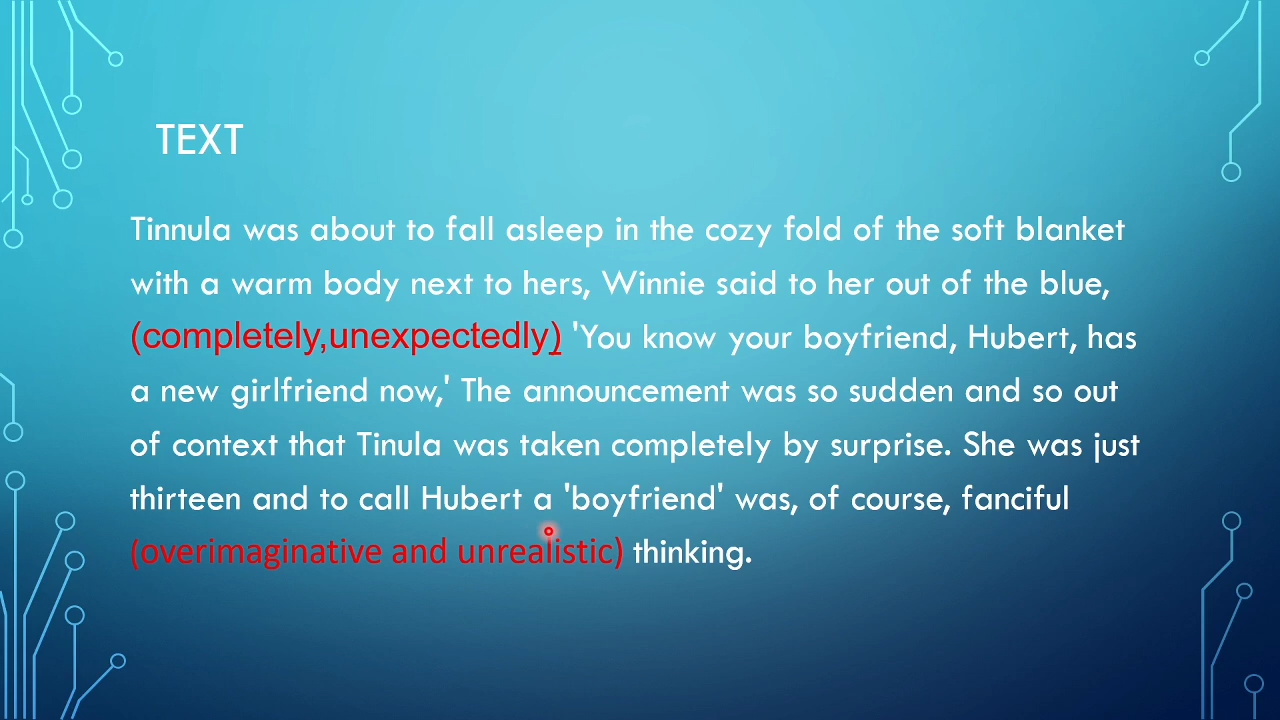 TEXT
Tinnula was about to fall asleep in the cozy fold of the soft blanket
with a warm body next to hers, Winnie said to her out of the blue,
(completely,unexpectedly) 'You know your boyfriend, Hubert, has
a new girlfriend now,' The announcement was so sudden and so out
of context that Tinula was taken completely by surprise. She was just
thirteen and to call Hubert a 'boyfriend' was, of course, fanciful
(overimaginative and unrealistic) thinking.